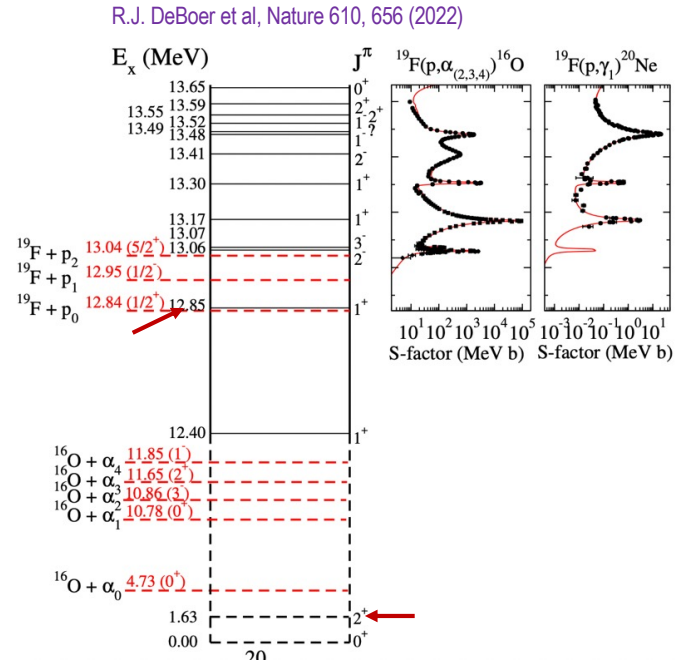 R.J. DeBoer et al, Nature 610, 656 (2022)
E_x (MeV)
J^π
¹⁹F(p,α₍₂,₃,₄₎)¹⁶O
¹⁹F(p,γ₁)²⁰Ne
13.65 0⁺
13.59 2⁺
13.55 2⁺
13.52 1⁻
13.49 ?
13.48 1⁻
13.41 2⁻
13.30 1⁺
13.17 1⁺
13.07 3⁻
13.06 2⁻
¹⁹F + p₂ 13.04 (5/2⁺)
¹⁹F + p₁ 12.95 (1/2⁻)
¹⁹F + p₀ 12.84 (1/2⁺)
12.85 1⁺
10¹ 10² 10³ 10⁴ 10⁵
S-factor (MeV b)
10⁻³ 10⁻² 10⁻¹ 10⁰ 10¹
S-factor (MeV b)
12.40 1⁺
¹⁶O + α₄ 11.85 (1⁻)
¹⁶O + α₃ 11.65 (2⁺)
¹⁶O + α₂ 10.86 (3⁻)
¹⁶O + α₁ 10.78 (0⁺)
¹⁶O + α₀ 4.73 (0⁺)
1.63 2⁺
0.00 0⁺
20